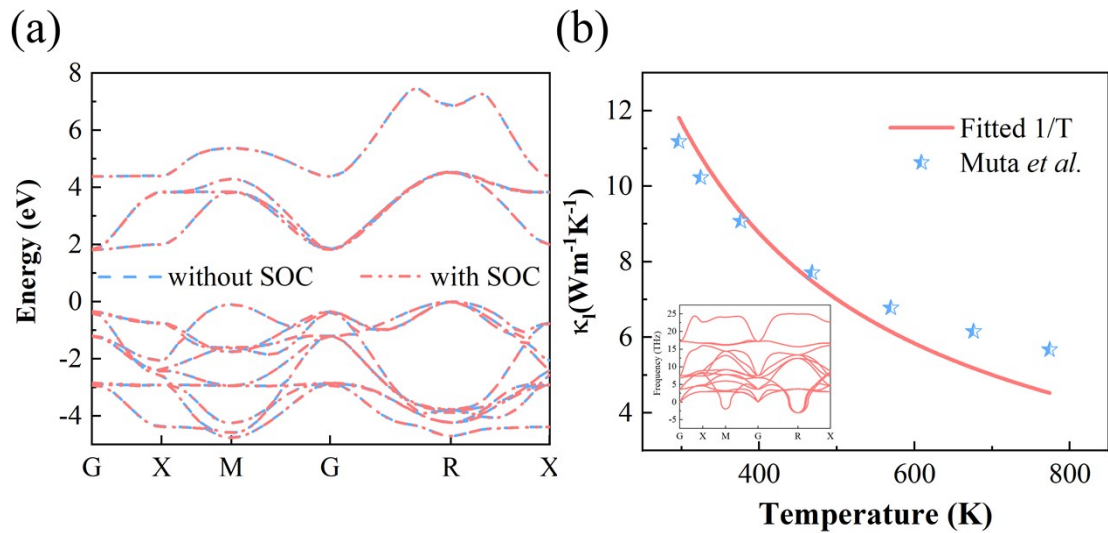 (a)
8
6
4
2
0
-2
-4
Energy (eV)
without SOC
with SOC
G X M G R X
(b)
12
10
8
6
4
κl(Wm-1K-1)
Fitted 1/T
Muta et al.
25
20
15
10
5
0
-5
Frequency (THz)
G X M G R X
400 600 800
Temperature (K)